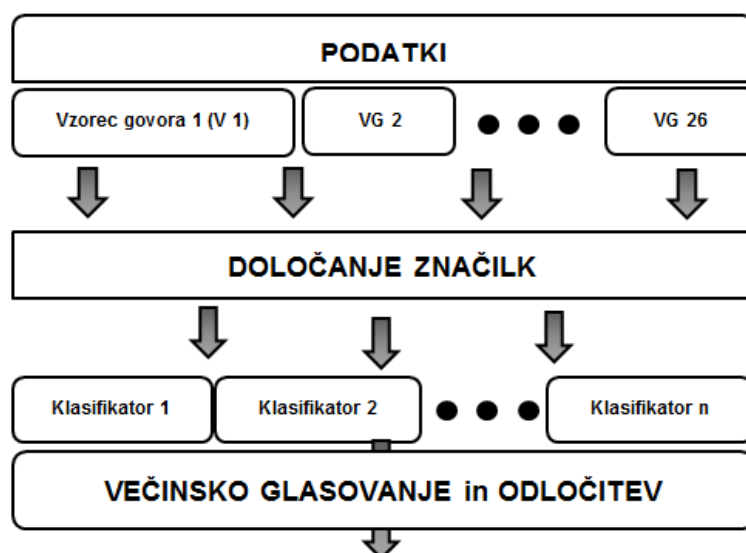 PODATKI
Vzorec govora 1 (V 1)
VG 2
VG 26
DOLOČANJE ZNAČILK
Klasifikator 1
Klasifikator 2
Klasifikator n
VEČINSKO GLASOVANJE in ODLOČITEV